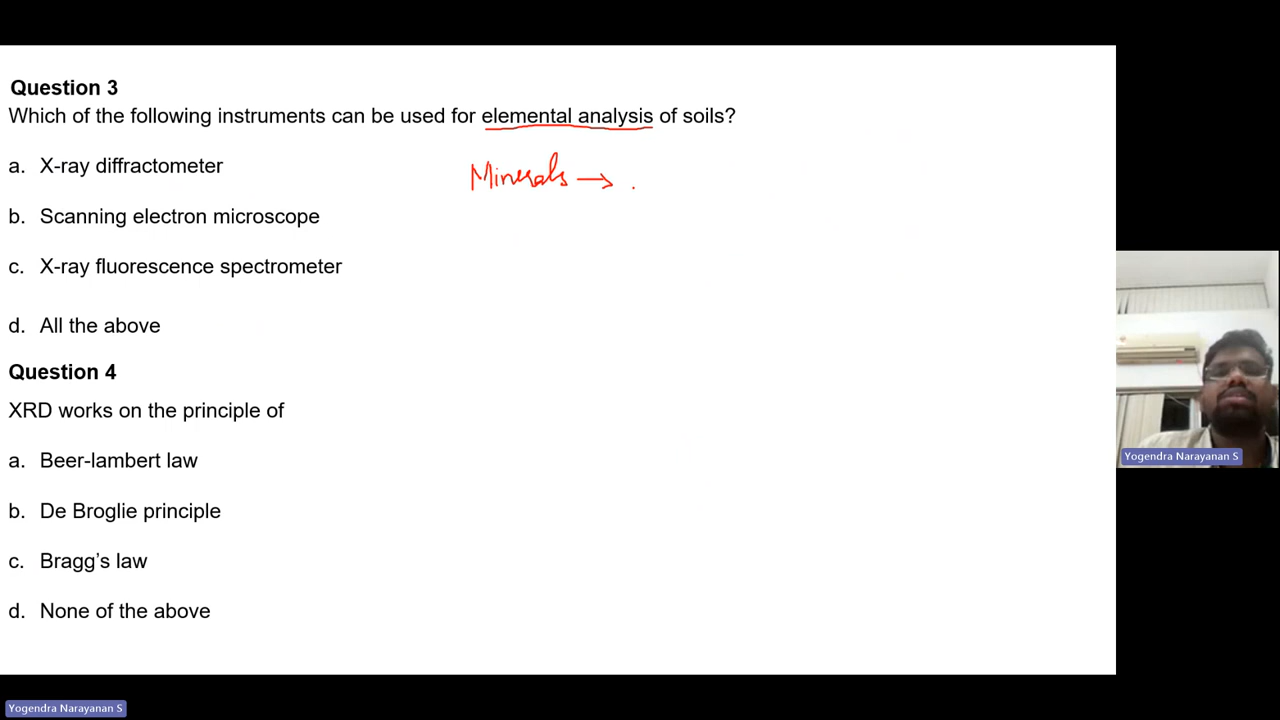 Question 3
Which of the following instruments can be used for elemental analysis of soils?
a. X-ray diffractometer
Minerals →
b. Scanning electron microscope
c. X-ray fluorescence spectrometer
d. All the above
Question 4
XRD works on the principle of
a. Beer-lambert law
b. De Broglie principle
c. Bragg’s law
d. None of the above
Yogendra Narayanan S
Yogendra Narayanan S